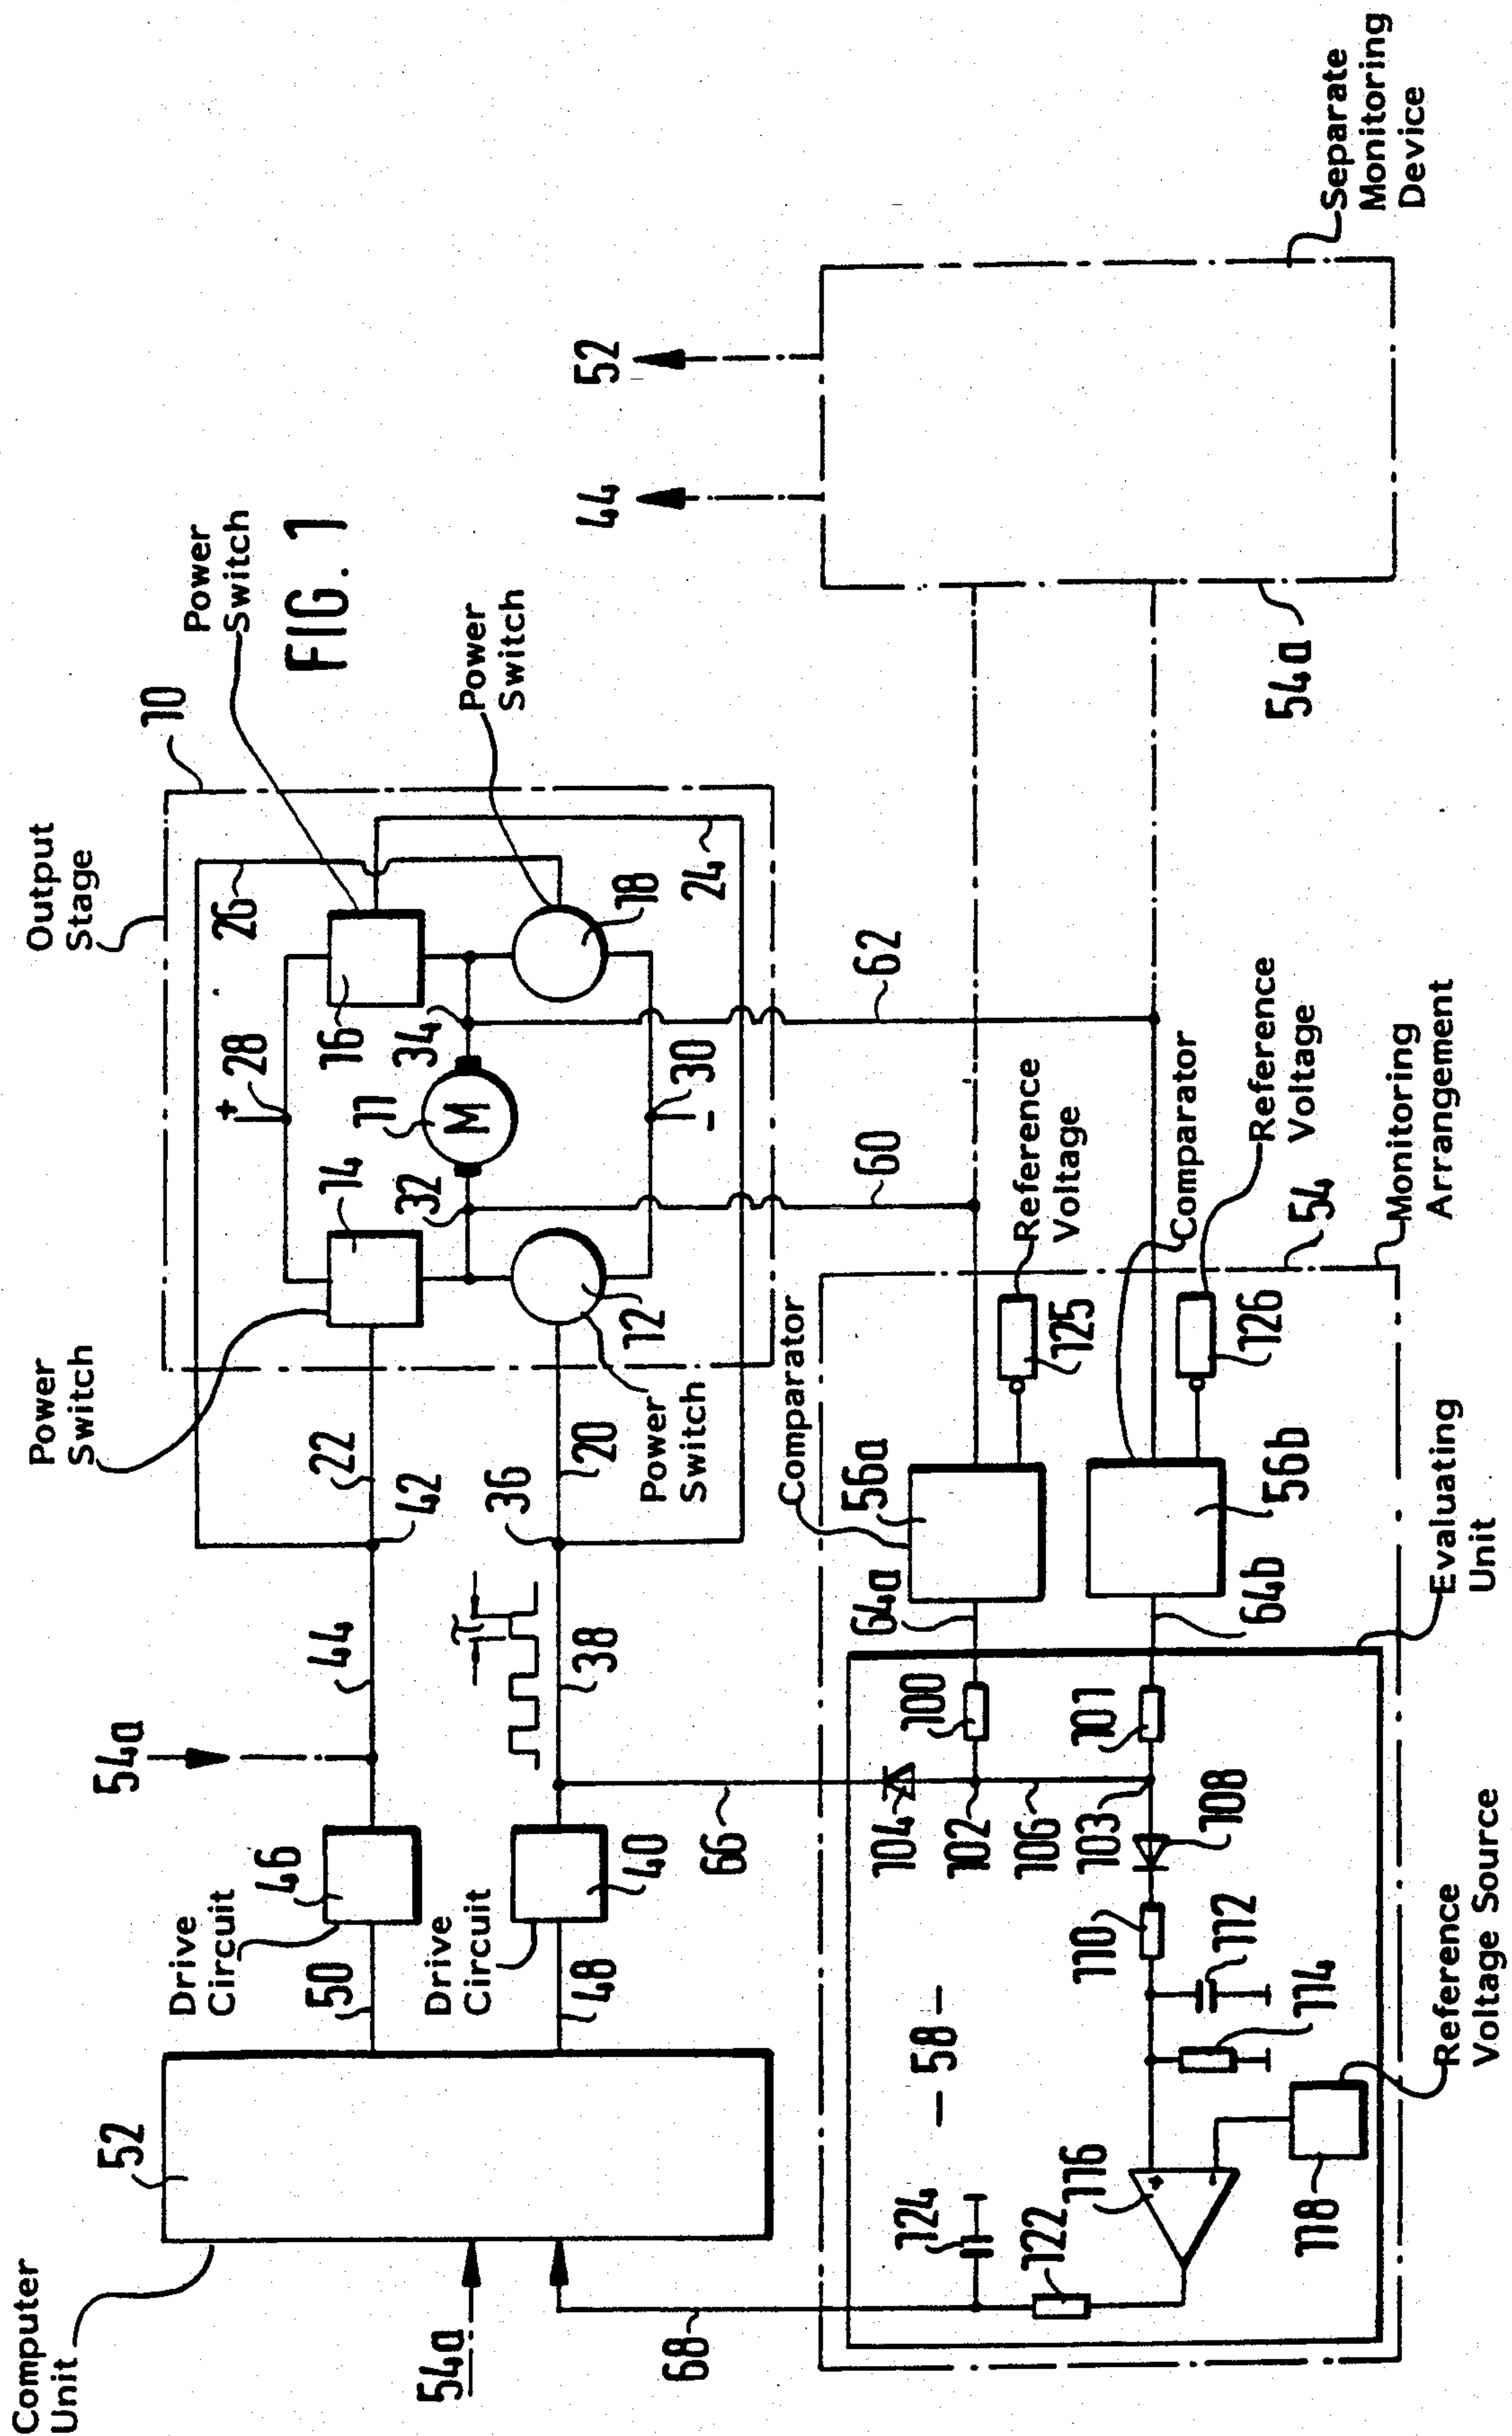 FIG. 1
Computer
Unit
52
54a
68
50
48
Drive
Circuit
46
Drive
Circuit
40
54a
44
38
τ
66
42
36
22
20
Power
Switch
Power
Switch
Output
Stage
10
26
24
28
+
14
16
32
11
M
34
12
18
30
-
Power
Switch
Power
Switch
60
62
52
44
Separate
Monitoring
Device
54a
Comparator
56a
64a
125
Reference
Voltage
Comparator
56b
64b
126
Reference
Voltage
54
Monitoring
Arrangement
Evaluating
Unit
100
101
102
103
104
106
108
110
112
114
116
+
-
118
Reference
Voltage Source
122
124
- 58 -